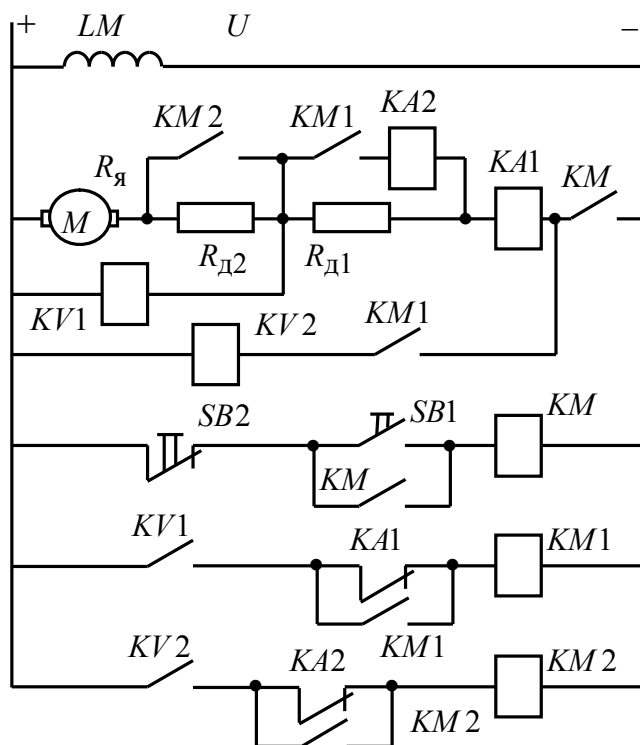 + LM U −
KM2 KM1 KA2
Rя KA1 KM
M
Rд2 Rд1
KV1 KV2 KM1
SB2 SB1 KM
KM
KV1 KA1 KM1
KM1
KV2 KA2 KM2
KM2